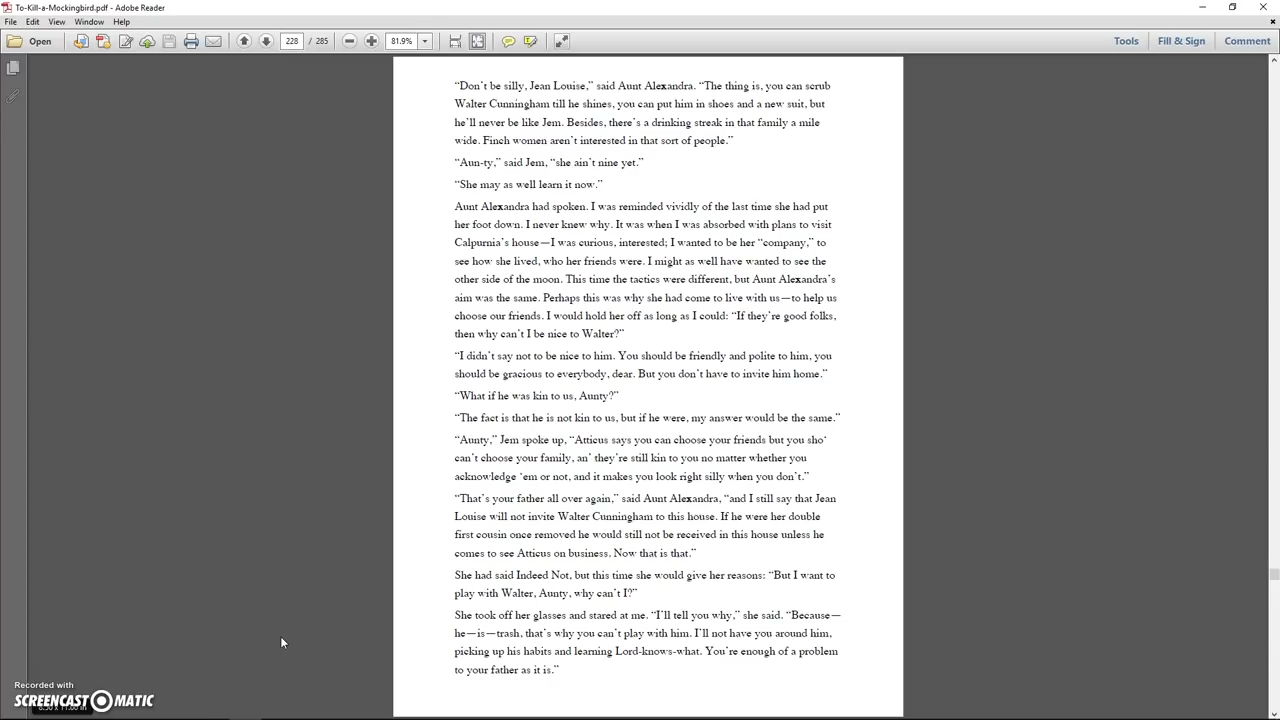 To-Kill-a-Mockingbird.pdf - Adobe Reader
File Edit View Window Help
Open 228 / 285 81.9% Tools Fill & Sign Comment
“Don’t be silly, Jean Louise,” said Aunt Alexandra. “The thing is, you can scrub
Walter Cunningham till he shines, you can put him in shoes and a new suit, but
he’ll never be like Jem. Besides, there’s a drinking streak in that family a mile
wide. Finch women aren’t interested in that sort of people.”
“Aun-ty,” said Jem, “she ain’t nine yet.”
“She may as well learn it now.”
Aunt Alexandra had spoken. I was reminded vividly of the last time she had put
her foot down. I never knew why. It was when I was absorbed with plans to visit
Calpurnia’s house—I was curious, interested; I wanted to be her “company,” to
see how she lived, who her friends were. I might as well have wanted to see the
other side of the moon. This time the tactics were different, but Aunt Alexandra’s
aim was the same. Perhaps this was why she had come to live with us—to help us
choose our friends. I would hold her off as long as I could: “If they’re good folks,
then why can’t I be nice to Walter?”
“I didn’t say not to be nice to him. You should be friendly and polite to him, you
should be gracious to everybody, dear. But you don’t have to invite him home.”
“What if he was kin to us, Aunty?”
“The fact is that he is not kin to us, but if he were, my answer would be the same.”
“Aunty,” Jem spoke up, “Atticus says you can choose your friends but you sho‘
can’t choose your family, an’ they’re still kin to you no matter whether you
acknowledge ‘em or not, and it makes you look right silly when you don’t.”
“That’s your father all over again,” said Aunt Alexandra, “and I still say that Jean
Louise will not invite Walter Cunningham to this house. If he were her double
first cousin once removed he would still not be received in this house unless he
comes to see Atticus on business. Now that is that.”
She had said Indeed Not, but this time she would give her reasons: “But I want to
play with Walter, Aunty, why can’t I?”
She took off her glasses and stared at me. “I’ll tell you why,” she said. “Because—
he—is—trash, that’s why you can’t play with him. I’ll not have you around him,
picking up his habits and learning Lord-knows-what. You’re enough of a problem
to your father as it is.”
Recorded with
SCREENCAST MATIC